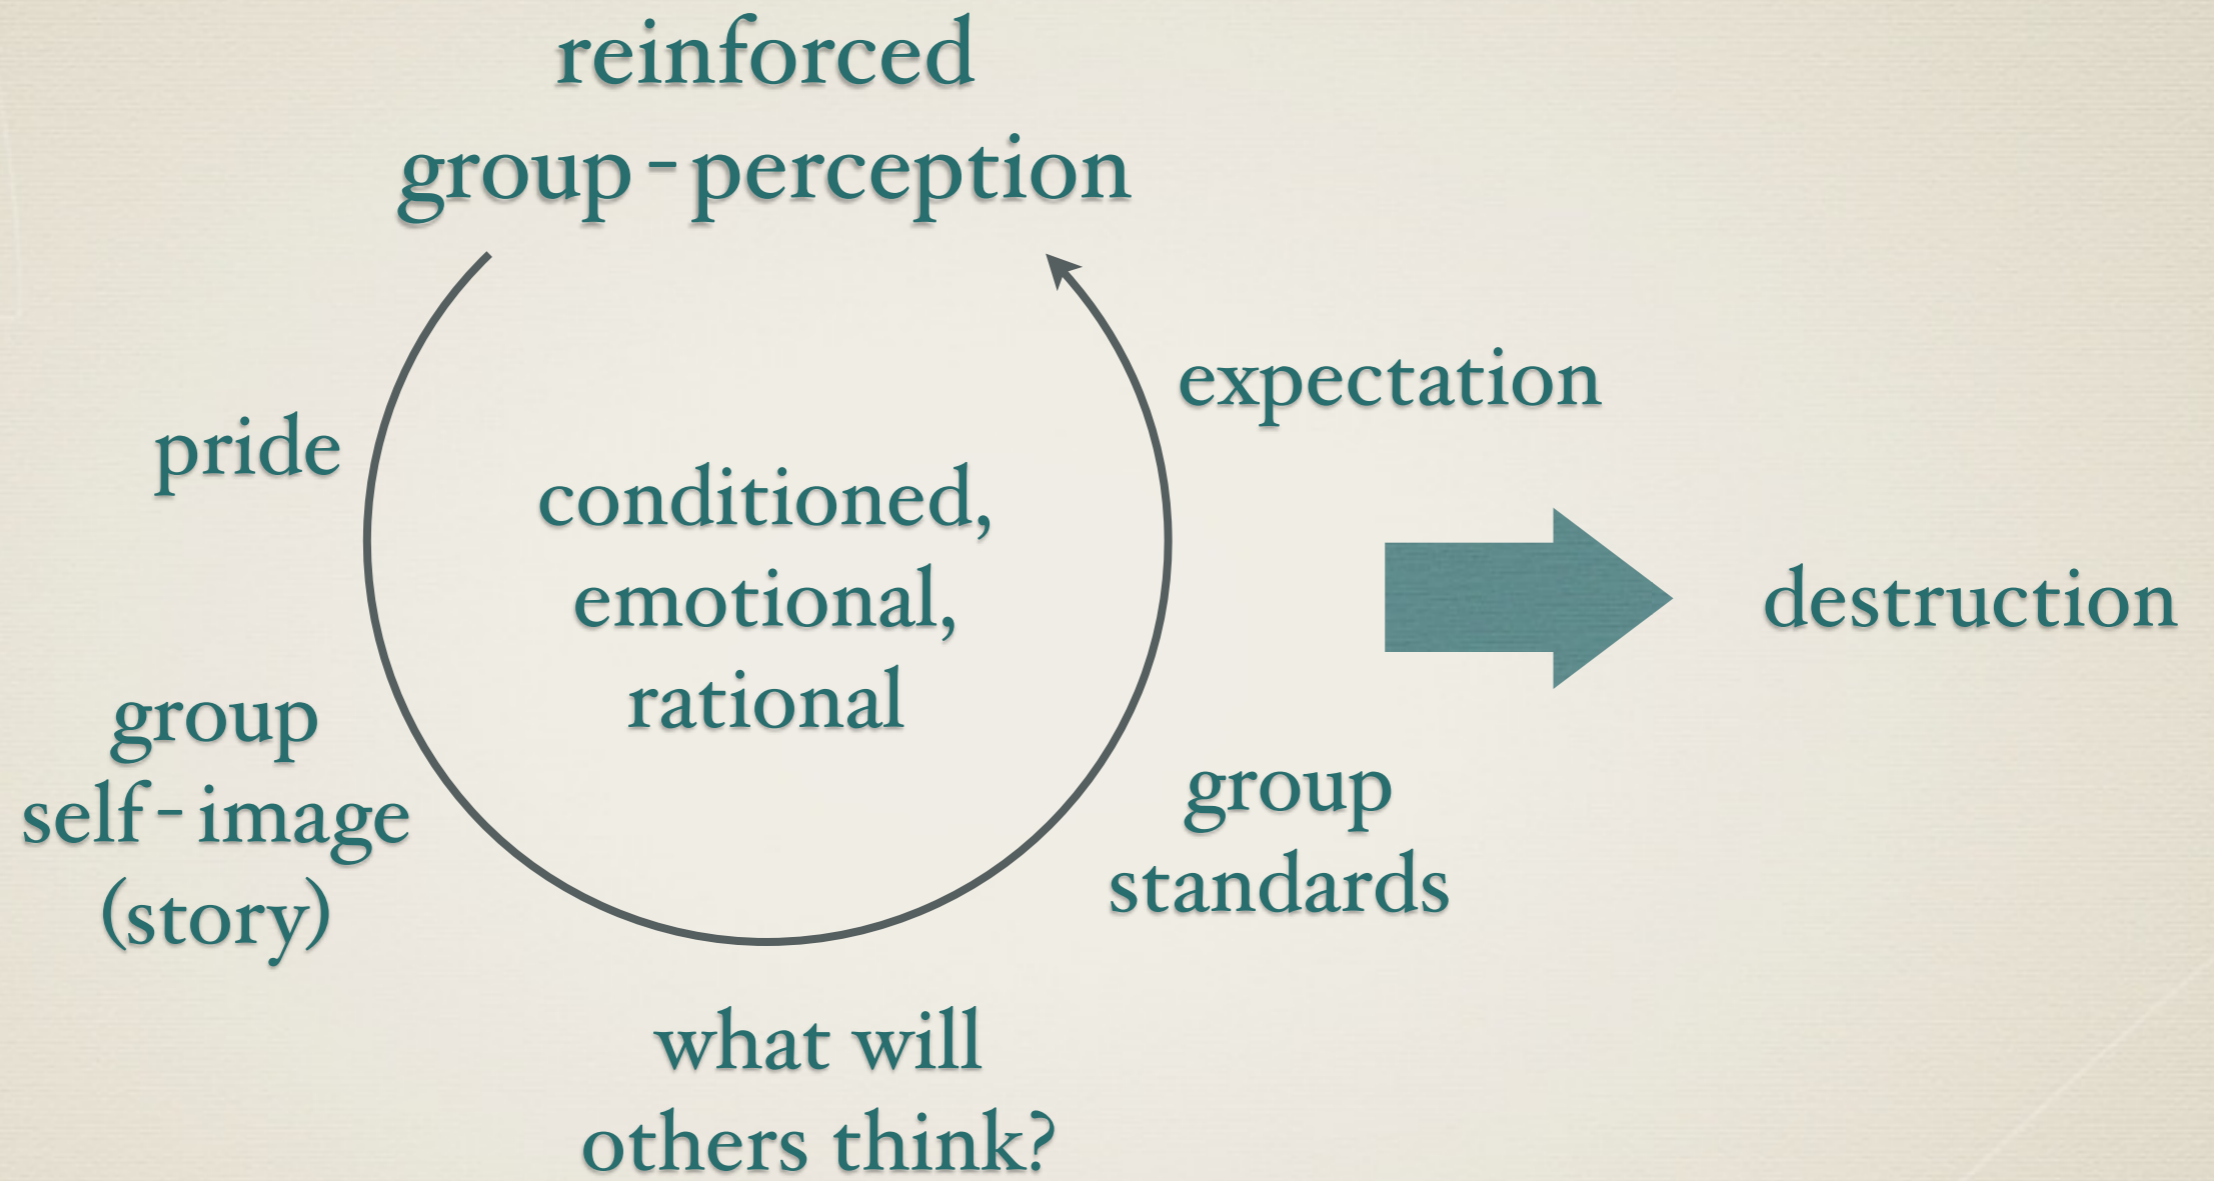 reinforced
group-perception
pride
conditioned,
emotional,
rational
expectation
destruction
group
self-image
(story)
group
standards
what will
others think?